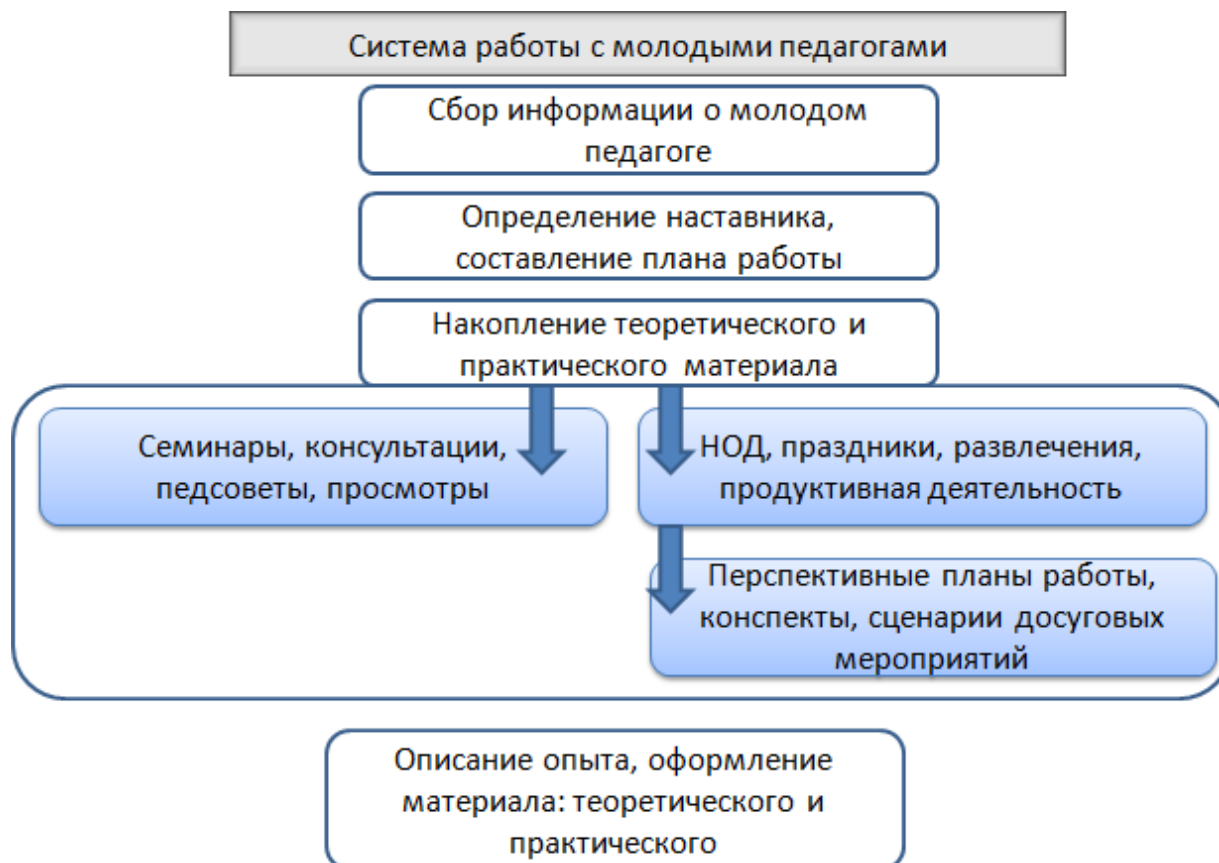 Система работы с молодыми педагогами
Сбор информации о молодом
педагоге
Определение наставника,
составление плана работы
Накопление теоретического и
практического материала
Семинары, консультации,
педсоветы, просмотры
НОД, праздники, развлечения,
продуктивная деятельность
Перспективные планы работы,
конспекты, сценарии досуговых
мероприятий
Описание опыта, оформление
материала: теоретического и
практического